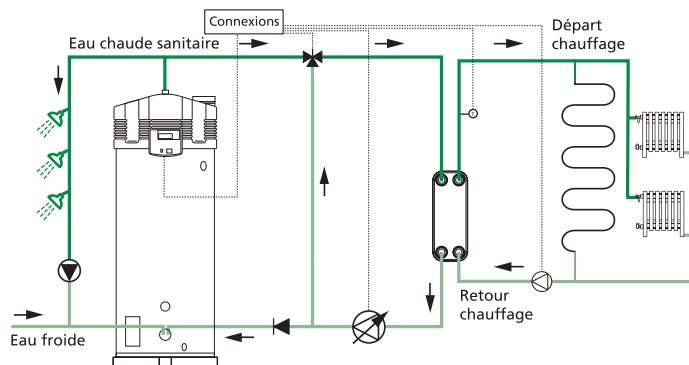 Connexions
Eau chaude sanitaire
Départ
chauffage
T
Retour
chauffage
Eau froide